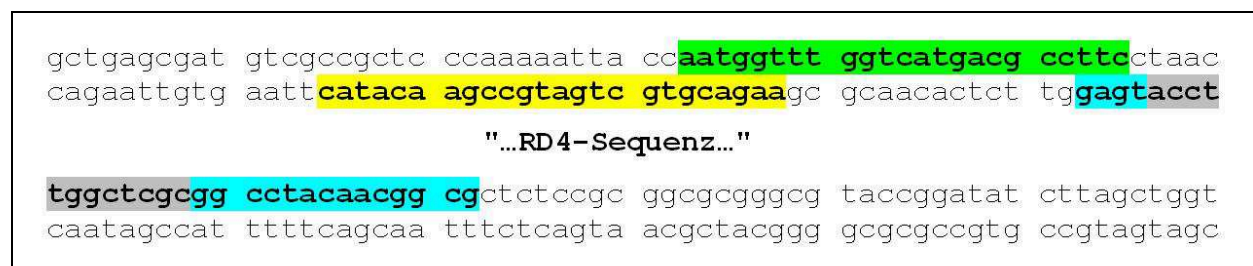 gctgagcgat gtcgccgctc ccaaaaatta ccaatggttt ggtcatgacg ccttcctaac
cagaattgtg aattcataca agccgtagtc gtgcagaagc gcaacactct tggagtacct
"…RD4-Sequenz…"
tggctcgcgg cctacaacgg cgctctccgc ggcgcgggcg taccggatat cttagctggt
caatagccat ttttcagcaa tttctcagta acgctacggg gcgcgccgtg ccgtagtagc